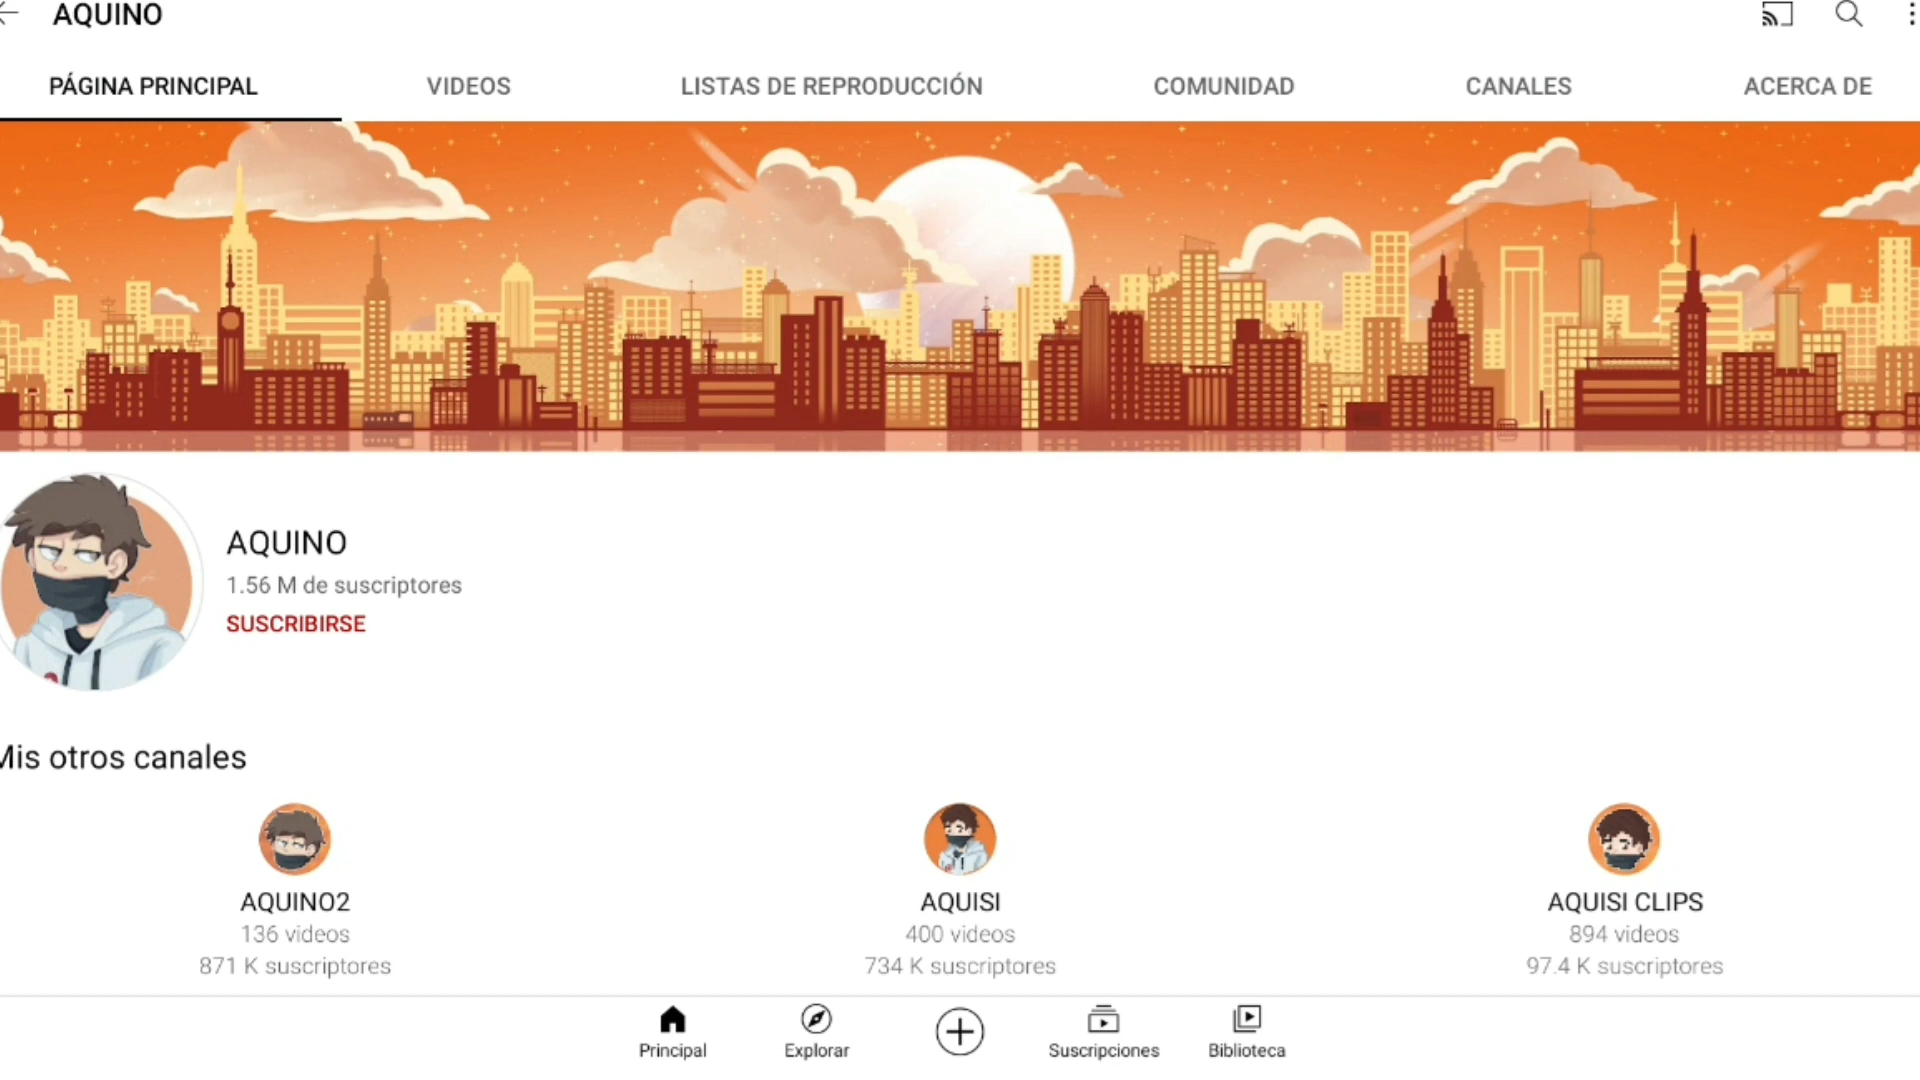 AQUINO
PÁGINA PRINCIPAL VIDEOS LISTAS DE REPRODUCCIÓN COMUNIDAD CANALES ACERCA DE
AQUINO
1.56 M de suscriptores
SUSCRIBIRSE
Mis otros canales
AQUINO2 AQUISI AQUISI CLIPS
136 videos 400 videos 894 videos
871 K suscriptores 734 K suscriptores 97.4 K suscriptores
Principal Explorar Suscripciones Biblioteca